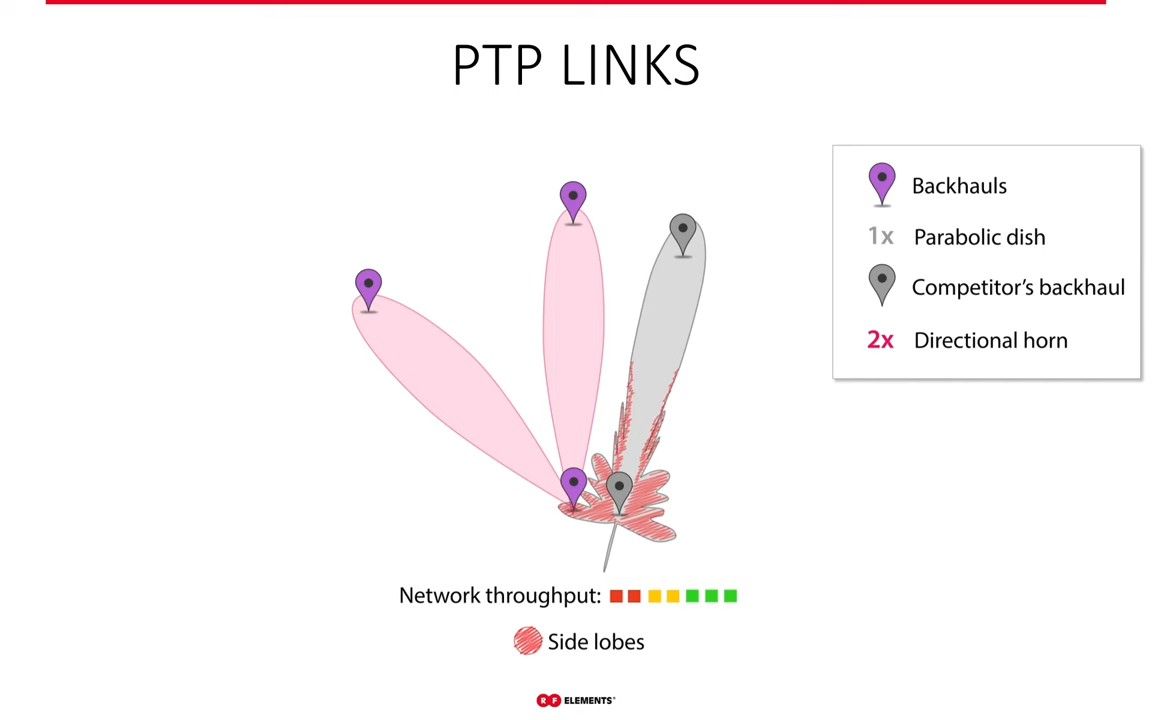 PTP LINKS
Backhauls
1x Parabolic dish
Competitor's backhaul
2x Directional horn
Network throughput:
Side lobes
RF ELEMENTS®